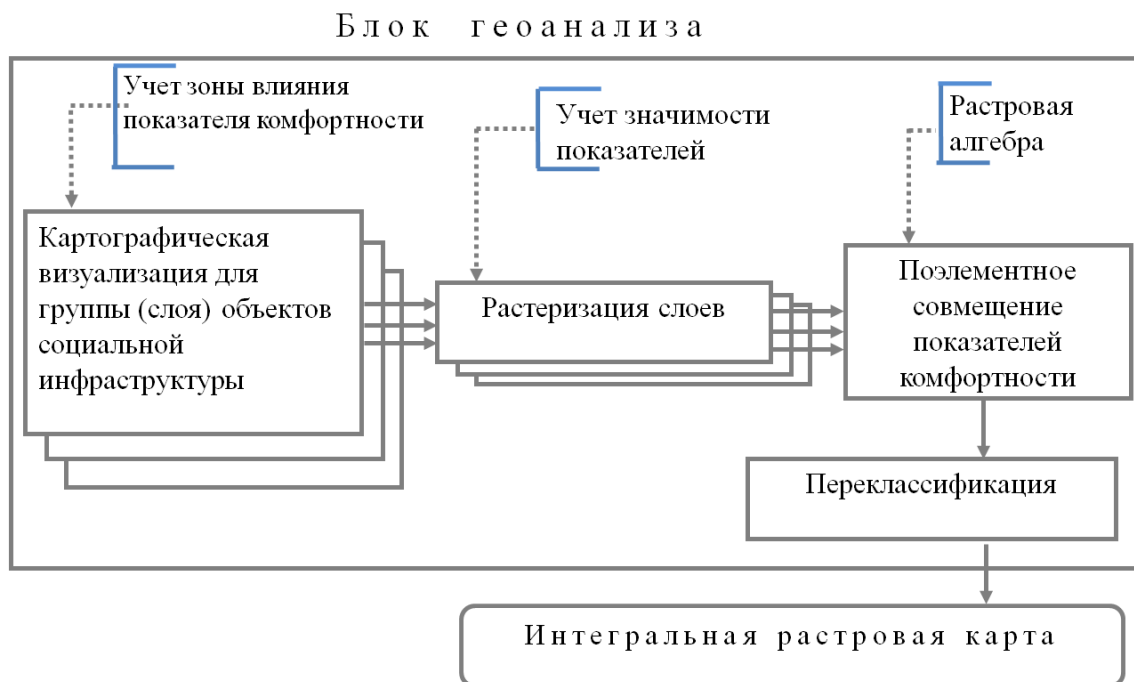 Блок геоанализа
Учет зоны влияния
показателя комфортности
Учет значимости
показателей
Растровая
алгебра
Картографическая
визуализация для
группы (слоя) объектов
социальной
инфраструктуры
Растеризация слоев
Поэлементное
совмещение
показателей
комфортности
Переклассификация
Интегральная растровая карта